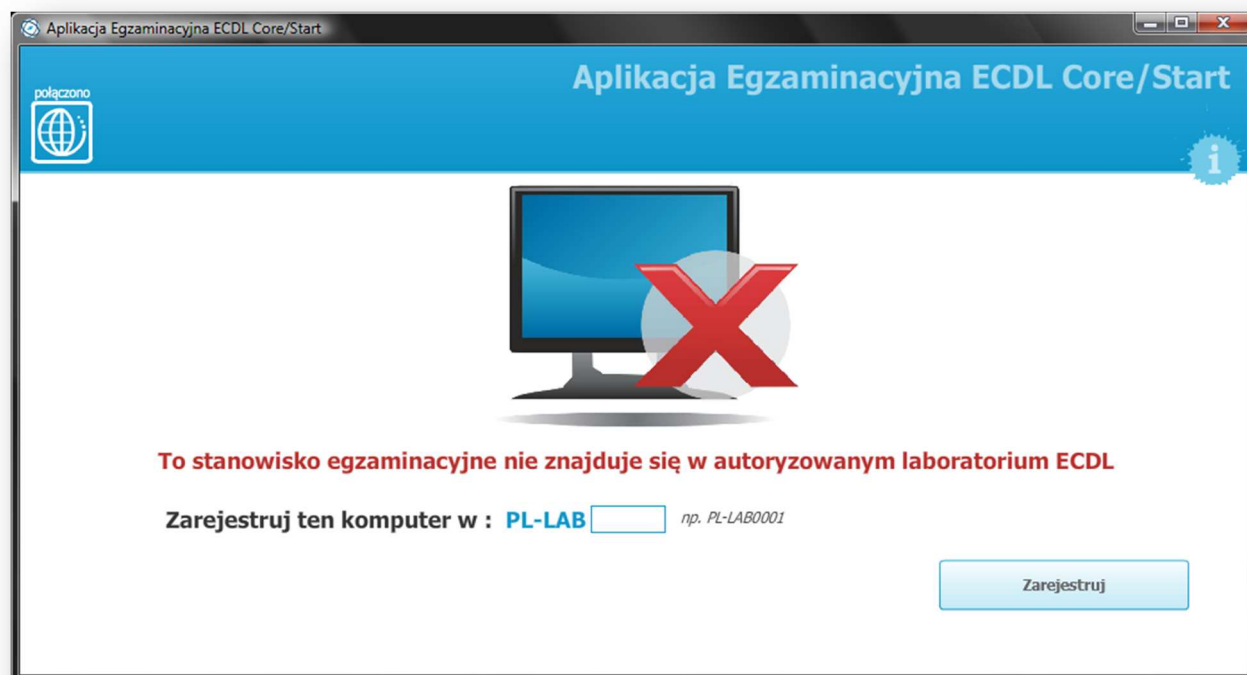 Aplikacja Egzaminacyjna ECDL Core/Start
Aplikacja Egzaminacyjna ECDL Core/Start
połączono
i
To stanowisko egzaminacyjne nie znajduje się w autoryzowanym laboratorium ECDL
Zarejestruj ten komputer w : PL-LAB np. PL-LAB0001
Zarejestruj